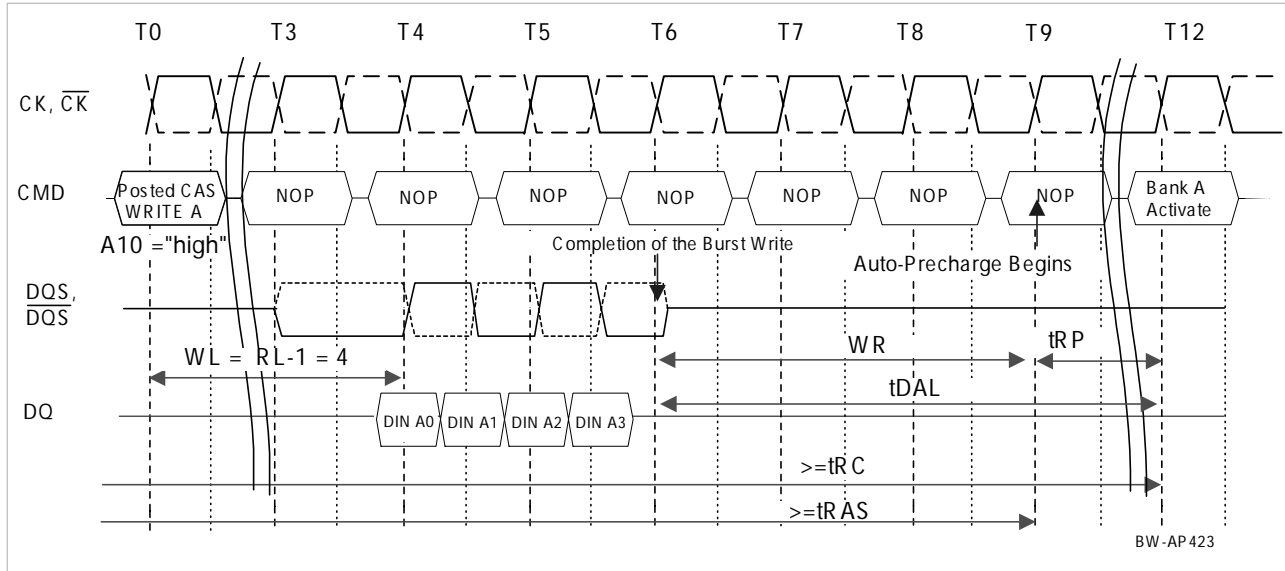 T0 T3 T4 T5 T6 T7 T8 T9 T12
CK, CK
CMD
Posted CAS
WRITE A
NOP NOP NOP NOP NOP NOP NOP
Bank A
Activate
A10 ="high"
Completion of the Burst Write
Auto-Precharge Begins
DQS,
DQS
WL = RL-1 = 4
WR
tRP
tDAL
DQ
DIN A0 DIN A1 DIN A2 DIN A3
>=tRC
>=tRAS
BW-AP423